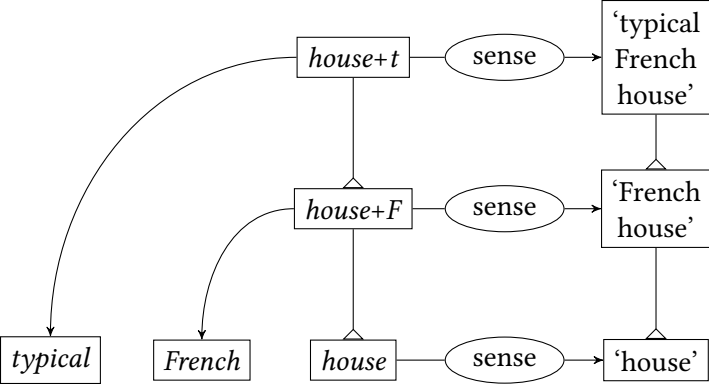 house+t
sense
‘typical
French
house’
house+F
sense
‘French
house’
typical
French
house
sense
‘house’